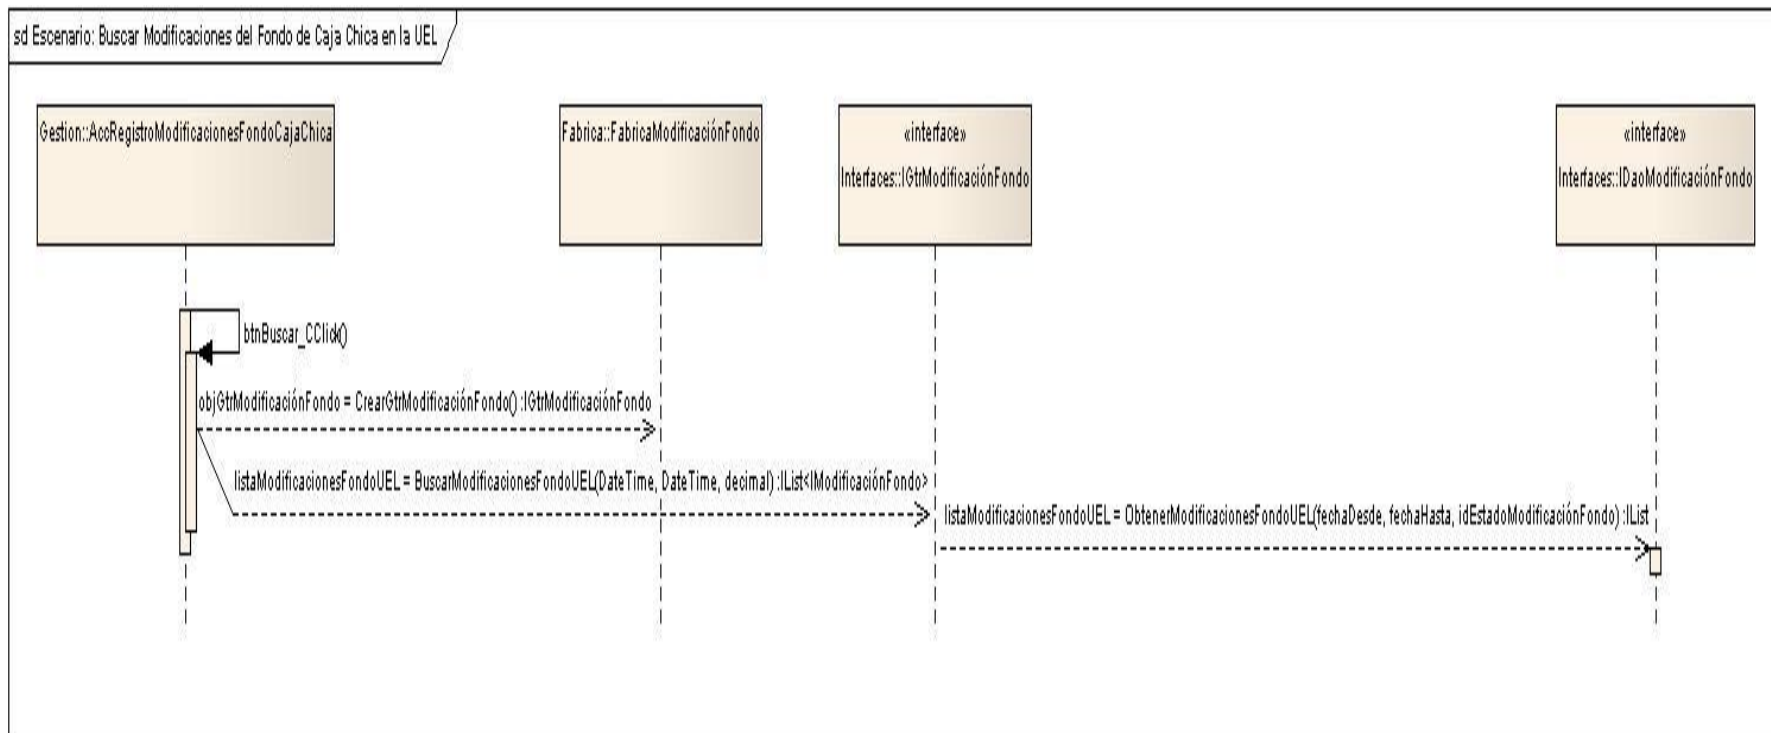 sd Escenario: Buscar Modificaciones del Fondo de Caja Chica en la UEL
Gestion::AccRegistroModificacionesFondoCajaChica
Fabrica::FabricaModificaciónFondo
«interface»
Interfaces::IGtrModificaciónFondo
«interface»
Interfaces::IDaoModificaciónFondo
btnBuscar_CClick()
objGtrModificaciónFondo = CrearGtrModificaciónFondo() :IGtrModificaciónFondo
listaModificacionesFondoUEL = BuscarModificacionesFondoUEL(DateTime, DateTime, decimal) :IList<IModificaciónFondo>
listaModificacionesFondoUEL = ObtenerModificacionesFondoUEL(fechaDesde, fechaHasta, idEstadoModificaciónFondo) :IList